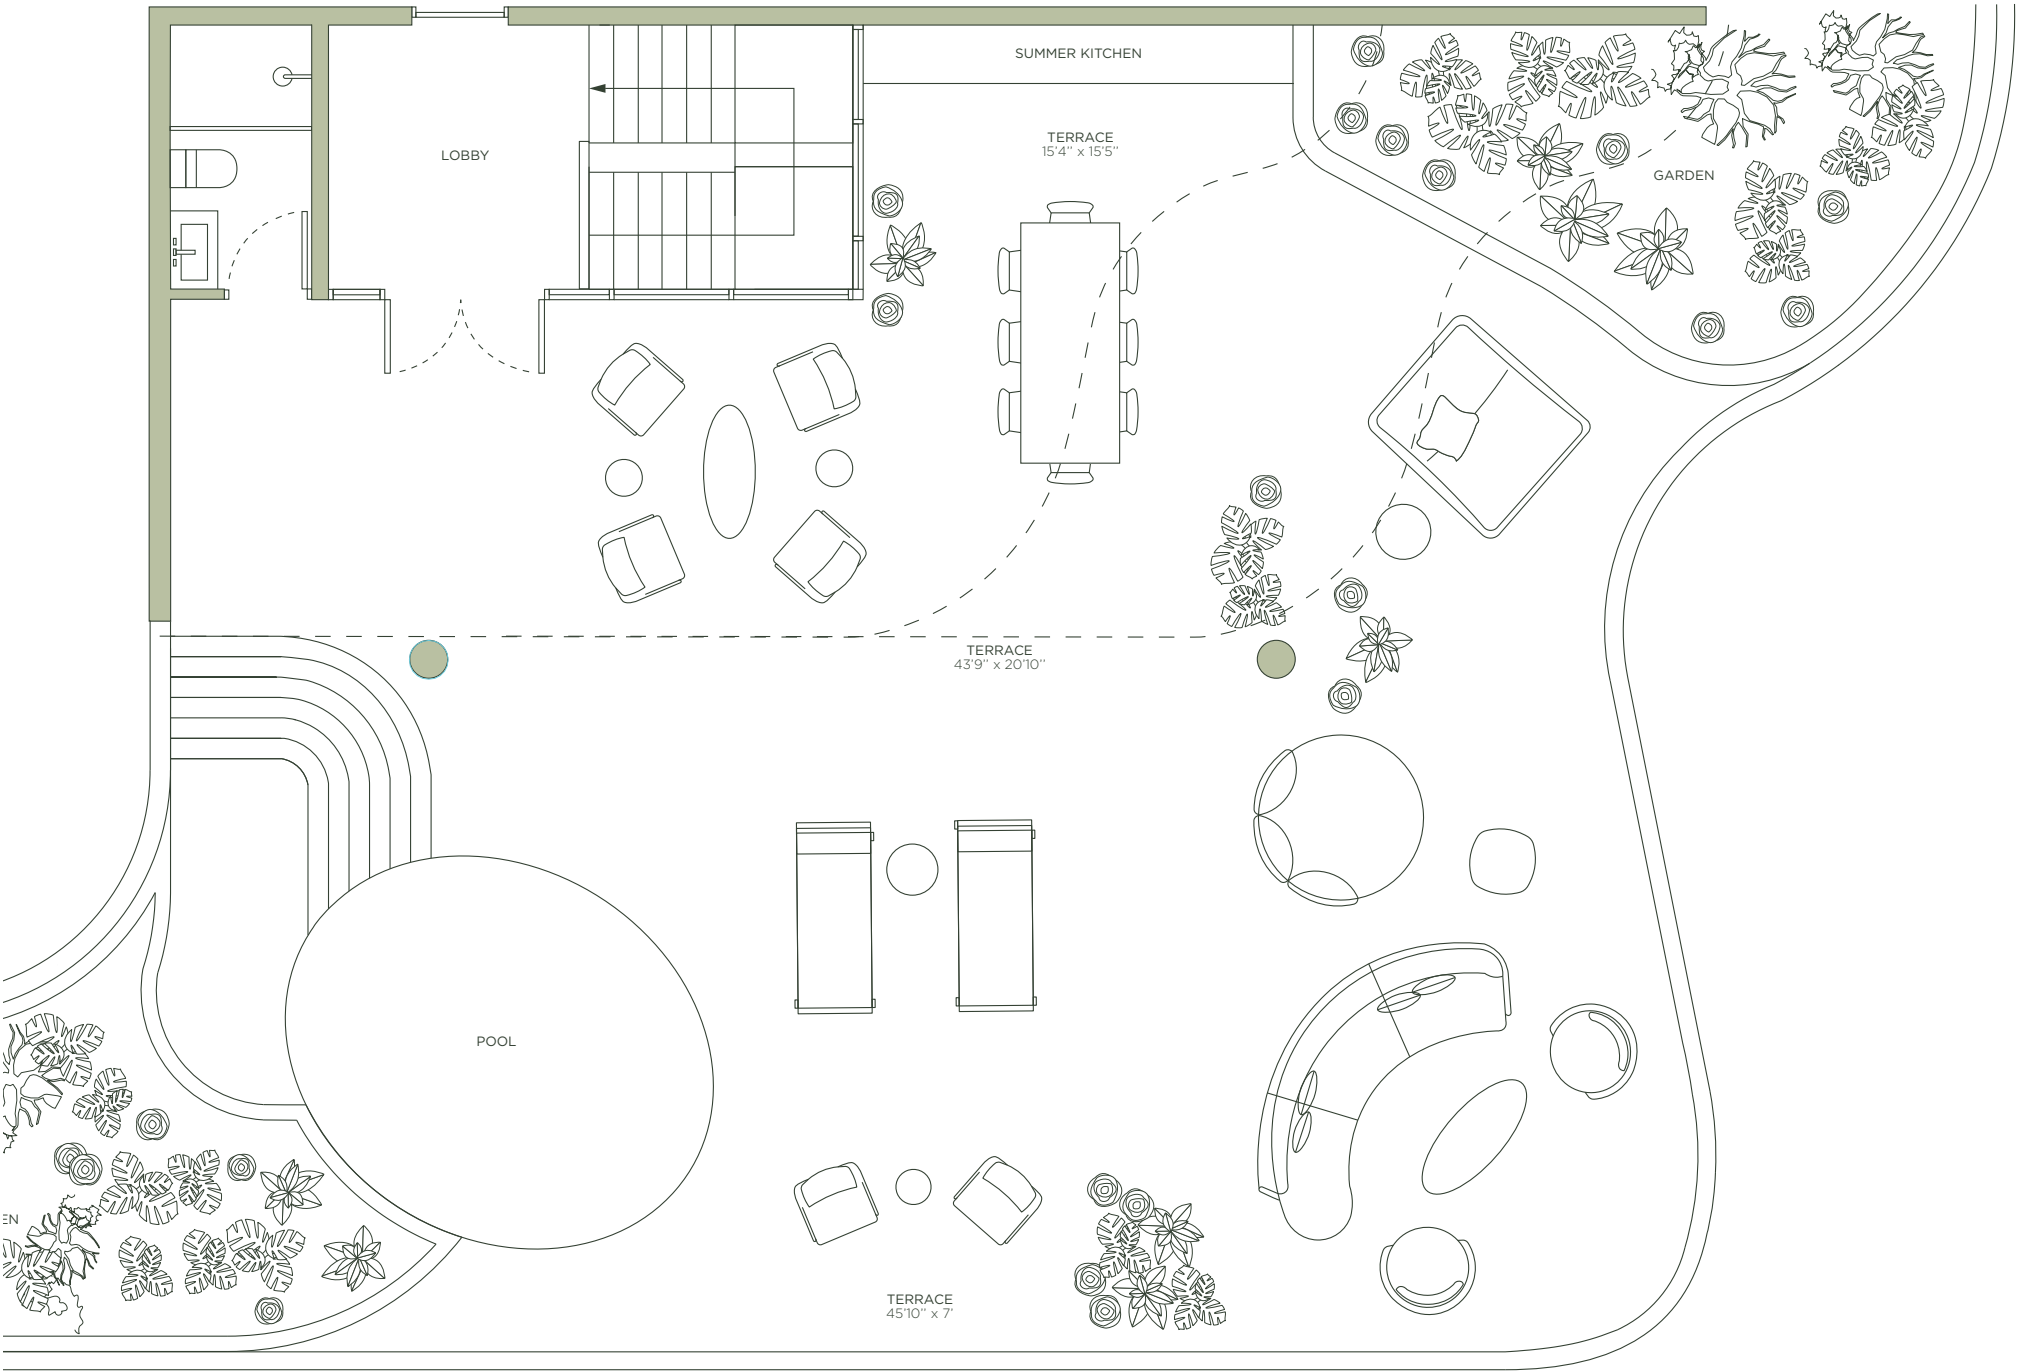 SUMMER KITCHEN
TERRACE
15'4" x 15'5"
LOBBY
GARDEN
TERRACE
43'9" x 20'10"
POOL
EN
TERRACE
45'10" x 7'